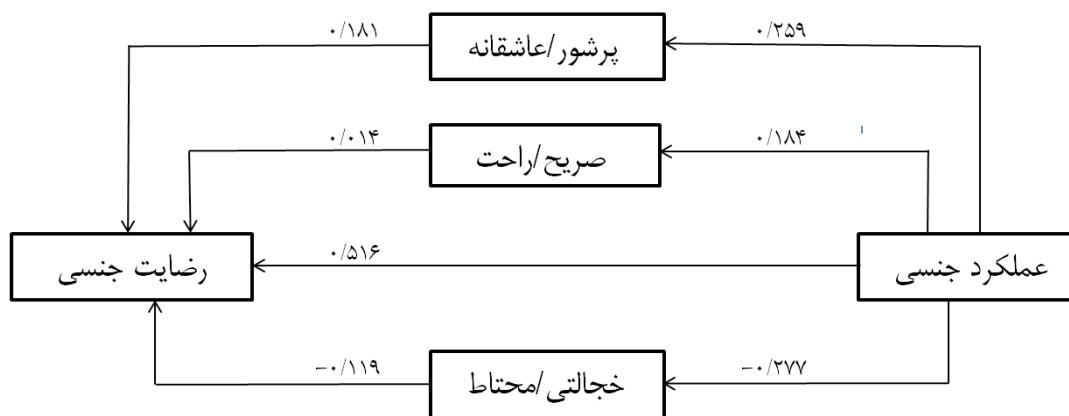 ۰/۲۵۹
پرشور/عاشقانه
۰/۱۸۱
۰/۱۸۴
صریح/راحت
۰/۰۱۴
عملکرد جنسی
۰/۵۱۶
رضایت جنسی
-۰/۲۷۷
خجالتی/محتاط
-۰/۱۱۹